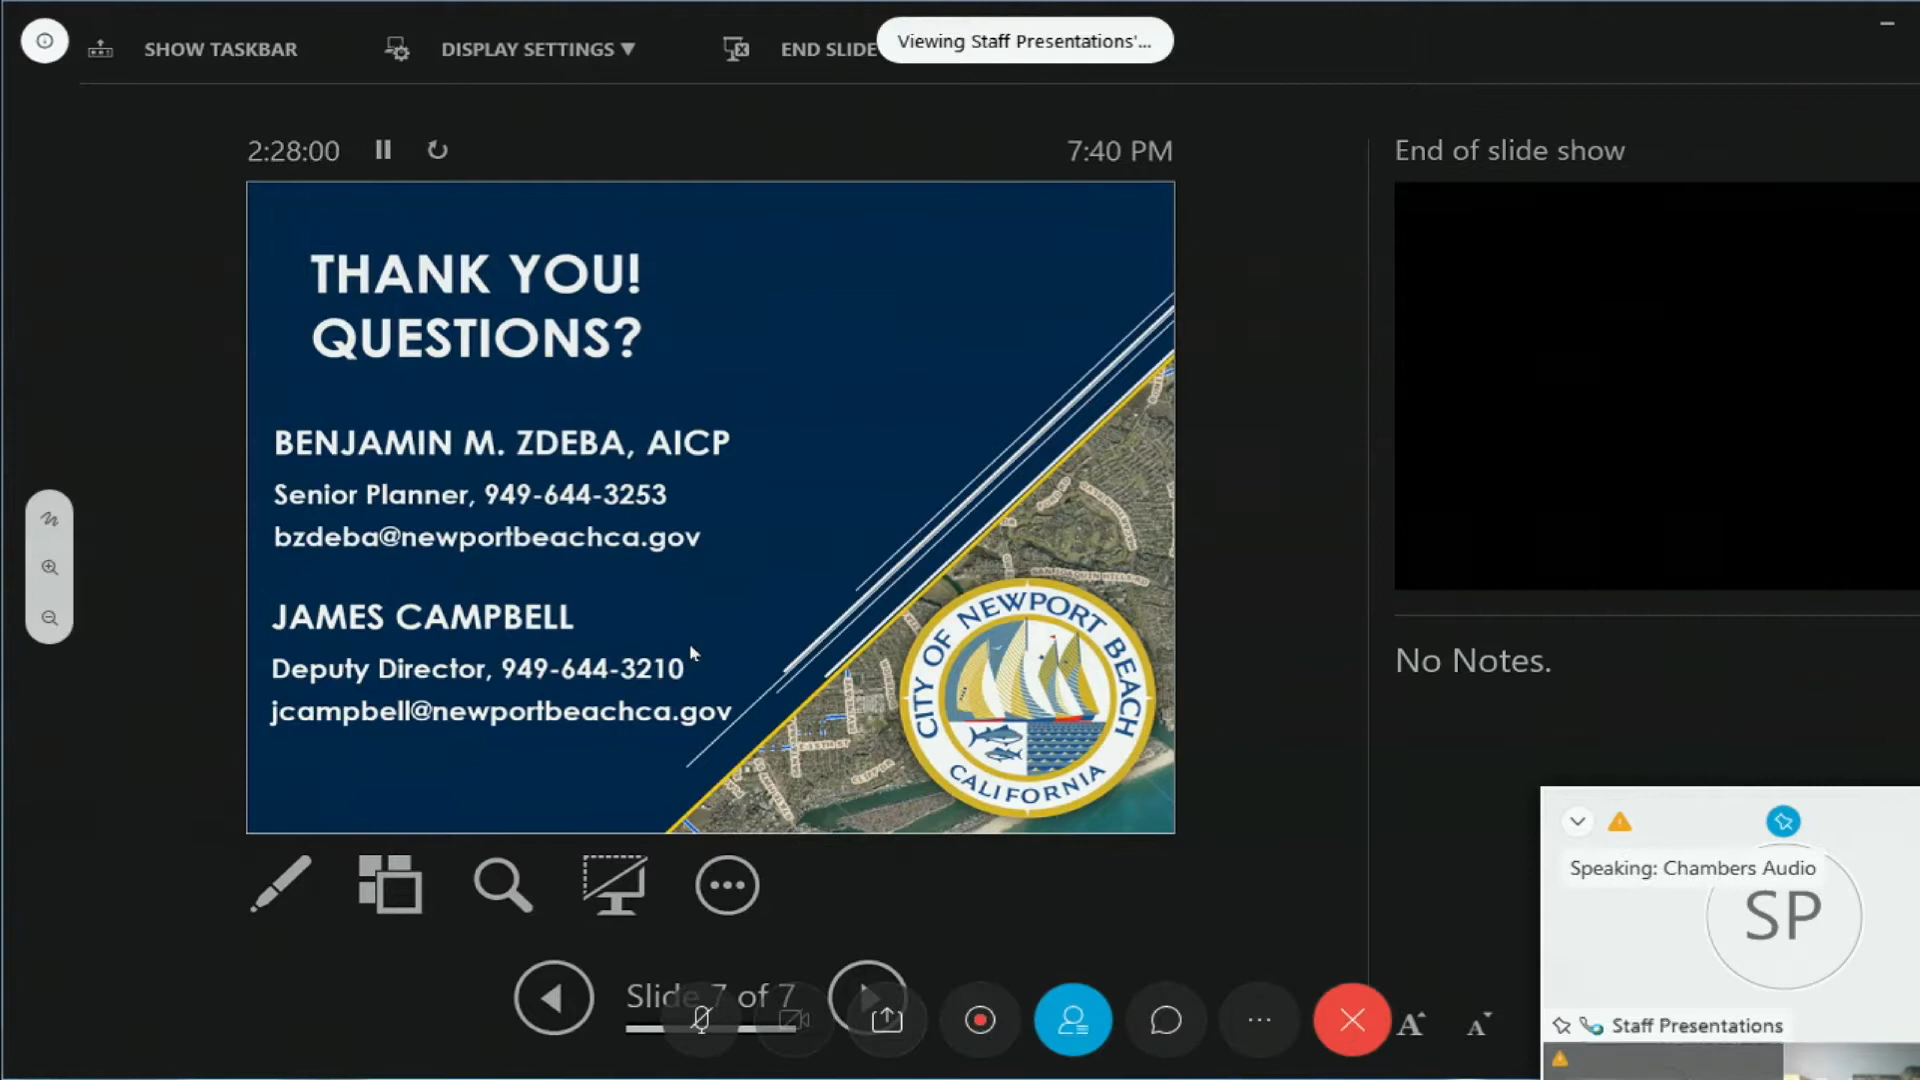 SHOW TASKBAR
DISPLAY SETTINGS ▼
END SLIDE
Viewing Staff Presentations'...
2:28:00
7:40 PM
End of slide show
THANK YOU!
QUESTIONS?
BENJAMIN M. ZDEBA, AICP
Senior Planner, 949-644-3253
bzdeba@newportbeachca.gov
JAMES CAMPBELL
Deputy Director, 949-644-3210
jcampbell@newportbeachca.gov
CITY OF NEWPORT BEACH
CALIFORNIA
No Notes.
Speaking: Chambers Audio
SP
Slide 7 of 7
A A
Staff Presentations